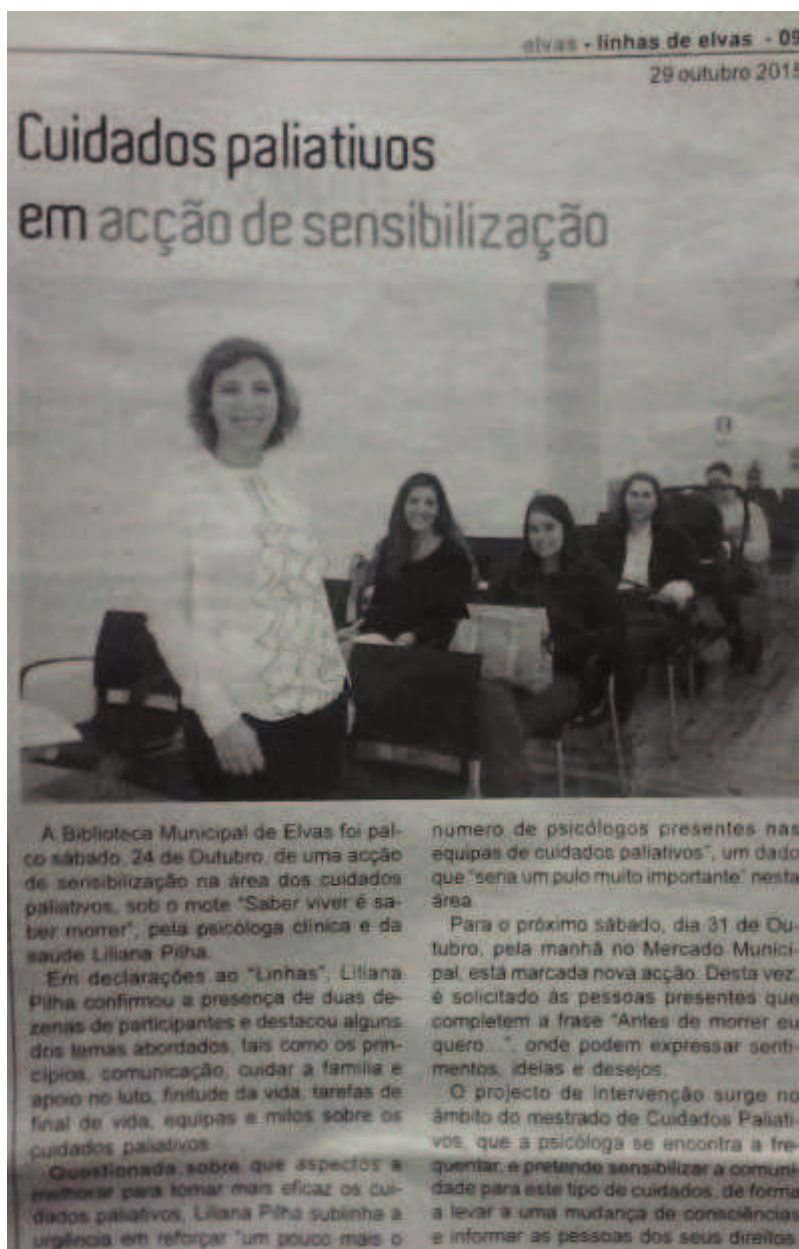 elvas - linhas de elvas - 09
29 outubro 2015
Cuidados paliativos
em acção de sensibilização
A Biblioteca Municipal de Elvas foi pal-
co sábado, 24 de Outubro, de uma acção
de sensibilização na área dos cuidados
paliativos, sob o mote "Saber viver é sa-
ber morrer", pela psicóloga clínica e da
saúde Liliana Pilha.
Em declarações ao "Linhas", Liliana
Pilha confirmou a presença de duas de-
zenas de participantes e destacou alguns
dos temas abordados, tais como os prin-
cípios, comunicação, cuidar a família e
apoio no luto, finitude da vida, tarefas de
final de vida, equipas e mitos sobre os
cuidados paliativos.
Questionada sobre que aspectos a
melhorar para tornar mais eficaz os cui-
dados paliativos, Liliana Pilha sublinha a
urgência em reforçar "um pouco mais o
número de psicólogos presentes nas
equipas de cuidados paliativos", um dado
que "seria um pulo muito importante" nesta
área.
Para o próximo sábado, dia 31 de Ou-
tubro, pela manhã no Mercado Munici-
pal, está marcada nova acção. Desta vez,
é solicitado às pessoas presentes que
completem a frase "Antes de morrer eu
quero...", onde podem expressar senti-
mentos, ideias e desejos.
O projecto de intervenção surge no
âmbito do mestrado de Cuidados Paliati-
vos, que a psicóloga se encontra a fre-
quentar, e pretende sensibilizar a comuni-
dade para este tipo de cuidados, de forma
a levar a uma mudança de consciências
e informar as pessoas dos seus direitos.